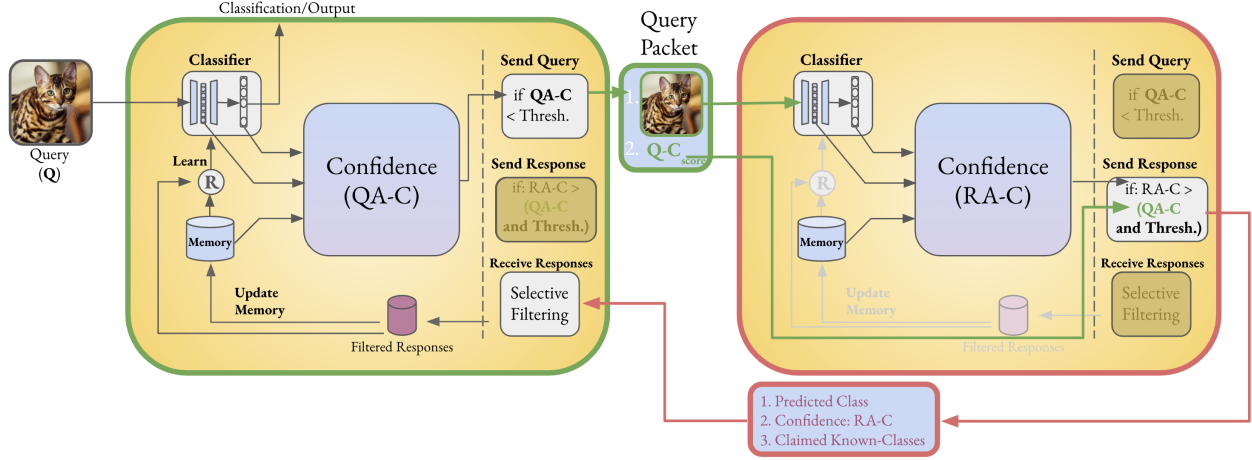 Classification/Output
Query
(Q)
Classifier
Learn
R
Memory
Update
Memory
Confidence
(QA-C)
Filtered Responses
Send Query
if QA-C
< Thresh.
Send Response
if: RA-C >
(QA-C
and Thresh.)
Receive Responses
Selective
Filtering
Query
Packet
1.
2. Q-C score
Classifier
R
Memory
Update
Memory
Confidence
(RA-C)
Filtered Responses
Send Query
if QA-C
< Thresh.
Send Response
if: RA-C >
(QA-C
and Thresh.)
Receive Responses
Selective
Filtering
1. Predicted Class
2. Confidence: RA-C
3. Claimed Known-Classes